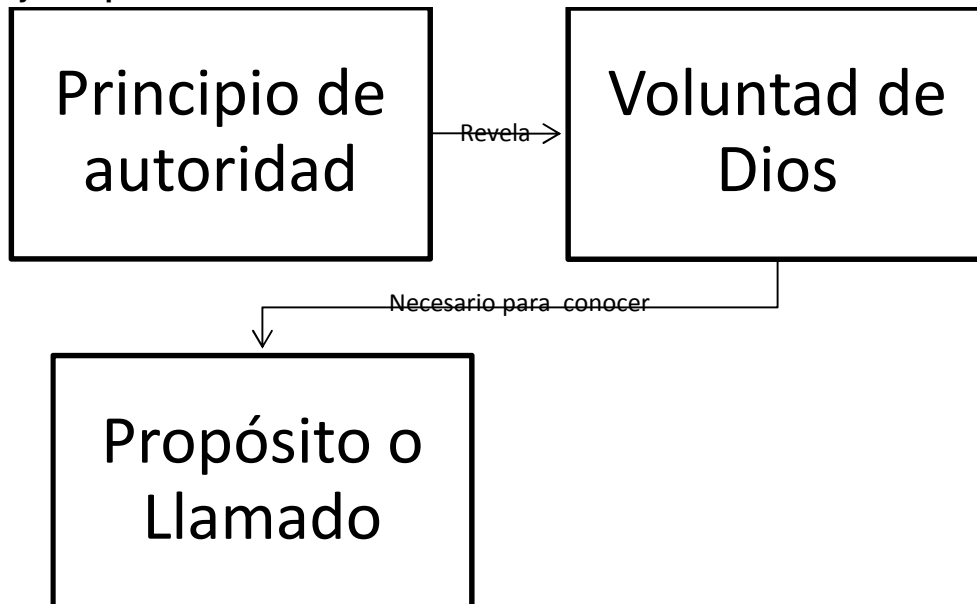 Principio de
autoridad
Revela
Voluntad de
Dios
Necesario para  conocer
Propósito o
Llamado